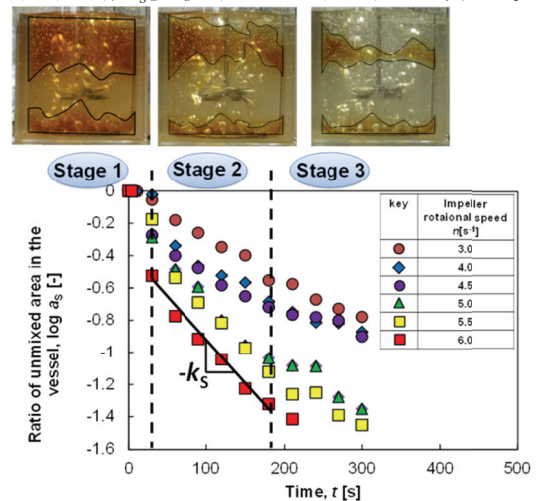 Stage 1
Stage 2
Stage 3
0
-0.2
-0.4
-0.6
-0.8
-1
-1.2
-1.4
-1.6
Ratio of unmixed area in the
vessel, log aS [-]
-kS
key
Impeller
rotaional speed
n[s-1]
3.0
4.0
4.5
5.0
5.5
6.0
0
100
200
300
400
500
Time, t [s]